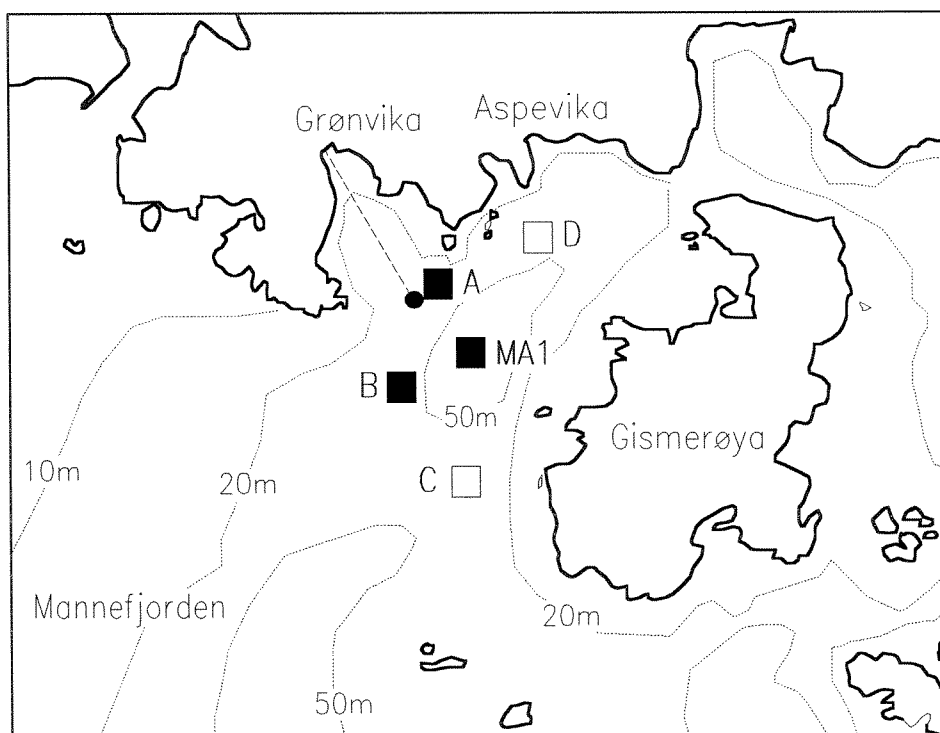 Aspevika
Grønvika
D
A
MA1
B
50m
Gismerøya
10m
20m
C
Mannefjorden
20m
50m